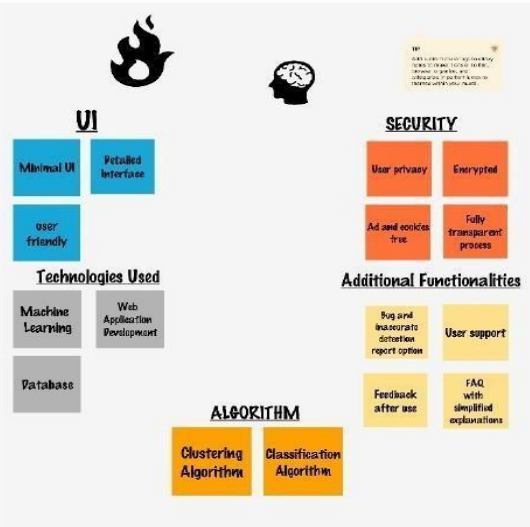 TIP
UI
Minimal UI
Detailed
Interface
user
friendly
SECURITY
User privacy
Encrypted
Ad and cookies
free
Fully
transparent
process
Technologies Used
Machine
Learning
Web
Application
Development
Database
Additional Functionalities
Bug and
inaccurate
detection
report option
User support
Feedback
after use
FAQ
with
simplified
explanations
ALGORITHM
Clustering
Algorithm
Classification
Algorithm